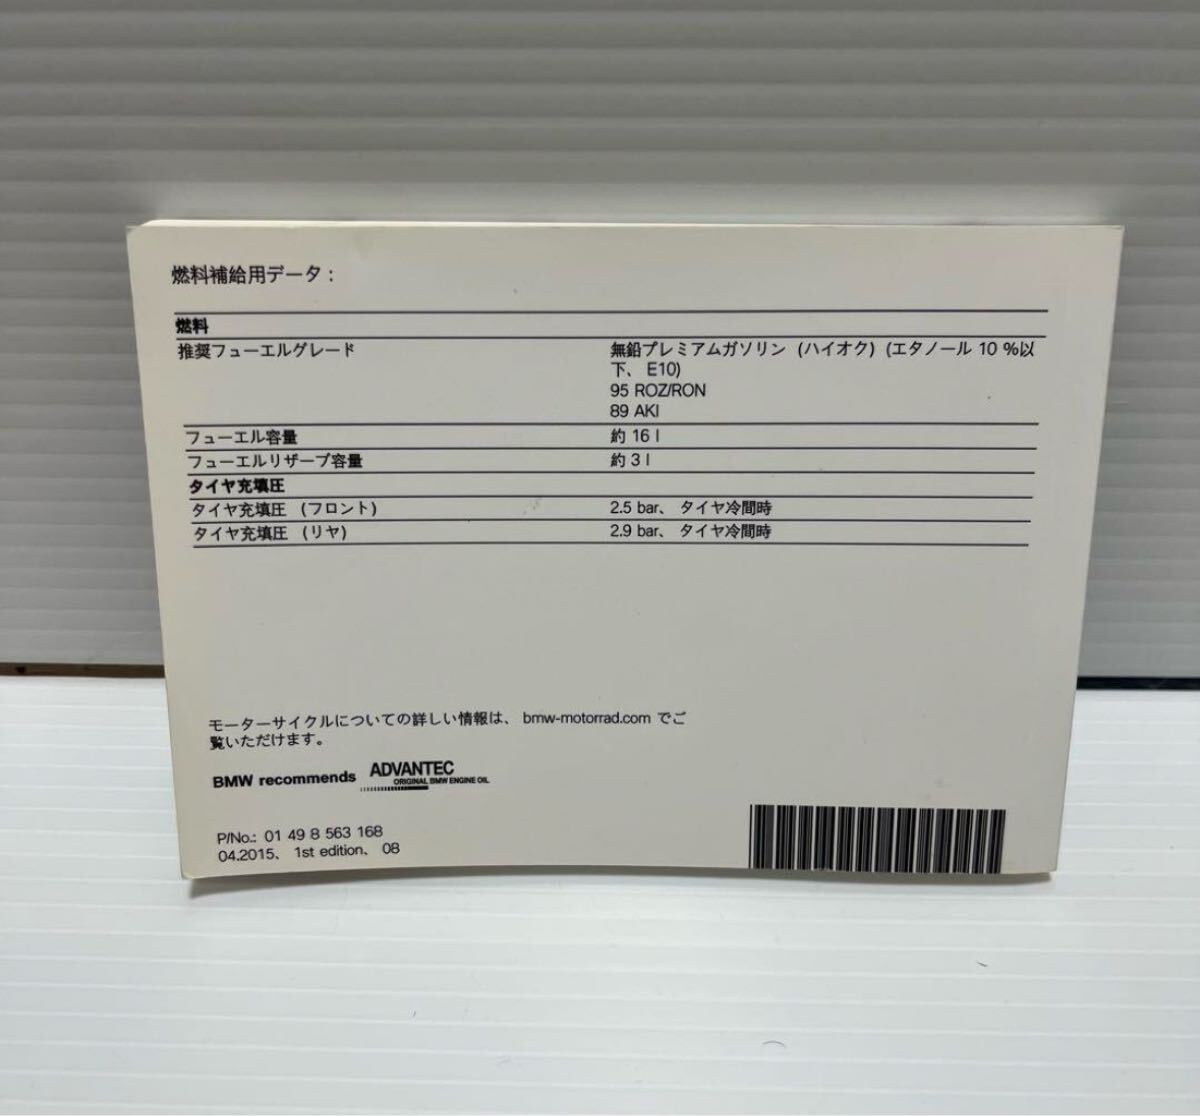 燃料補給用データ：
燃料
推奨フューエルグレード
無鉛プレミアムガソリン (ハイオク) (エタノール 10 %以
下、 E10)
95 ROZ/RON
89 AKI
フューエル容量
約 16 l
フューエルリザーブ容量
約 3 l
タイヤ充填圧
タイヤ充填圧 (フロント)
2.5 bar、 タイヤ冷間時
タイヤ充填圧 (リヤ)
2.9 bar、 タイヤ冷間時
モーターサイクルについての詳しい情報は、 bmw-motorrad.com でご
覧いただけます。
BMW recommends
ADVANTEC
ORIGINAL BMW ENGINE OIL
P/No.: 01 49 8 563 168
04.2015、 1st edition、 08